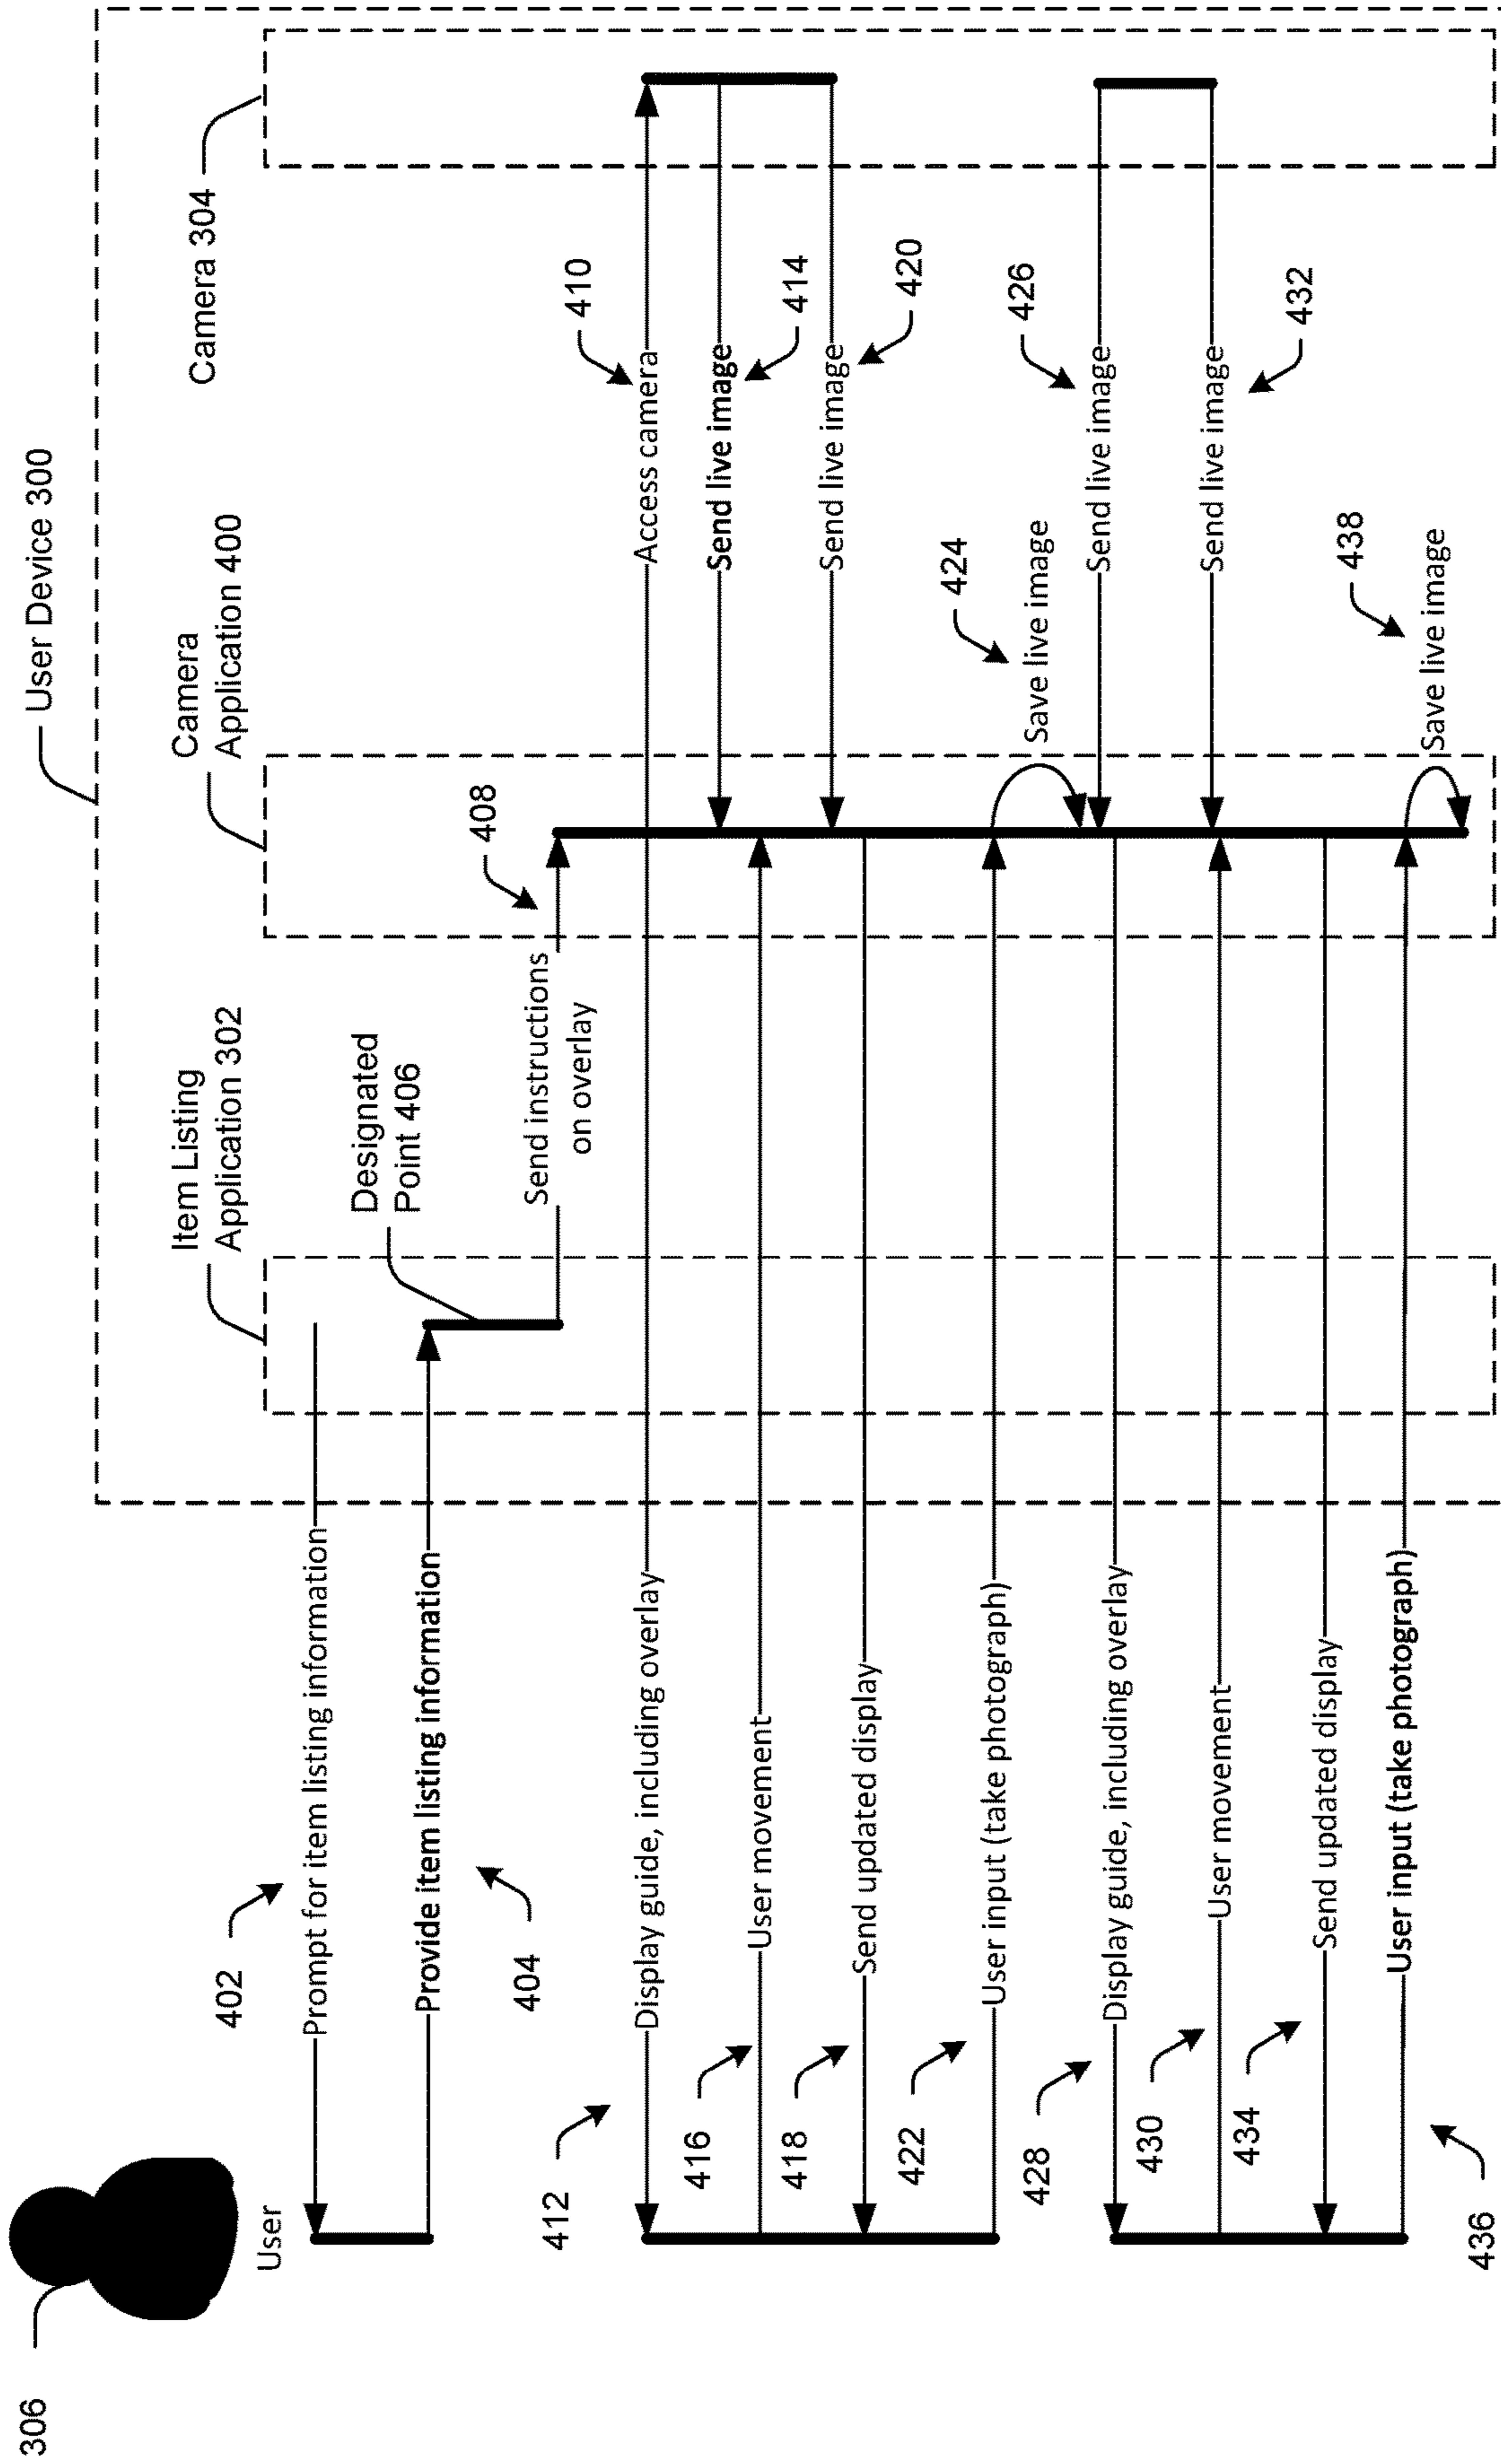 User Device 300
306
User
Item Listing
Application 302
Camera
Application 400
Camera 304
402
Prompt for item listing information
Provide item listing information
404
Designated
Point 406
Send instructions
on overlay
408
412
Display guide, including overlay
Access camera
410
Send live image
414
416
User movement
Send live image
420
418
Send updated display
422
User input (take photograph)
424
Save live image
426
Send live image
428
Display guide, including overlay
430
User movement
Send live image
432
434
Send updated display
User input (take photograph)
436
438
Save live image